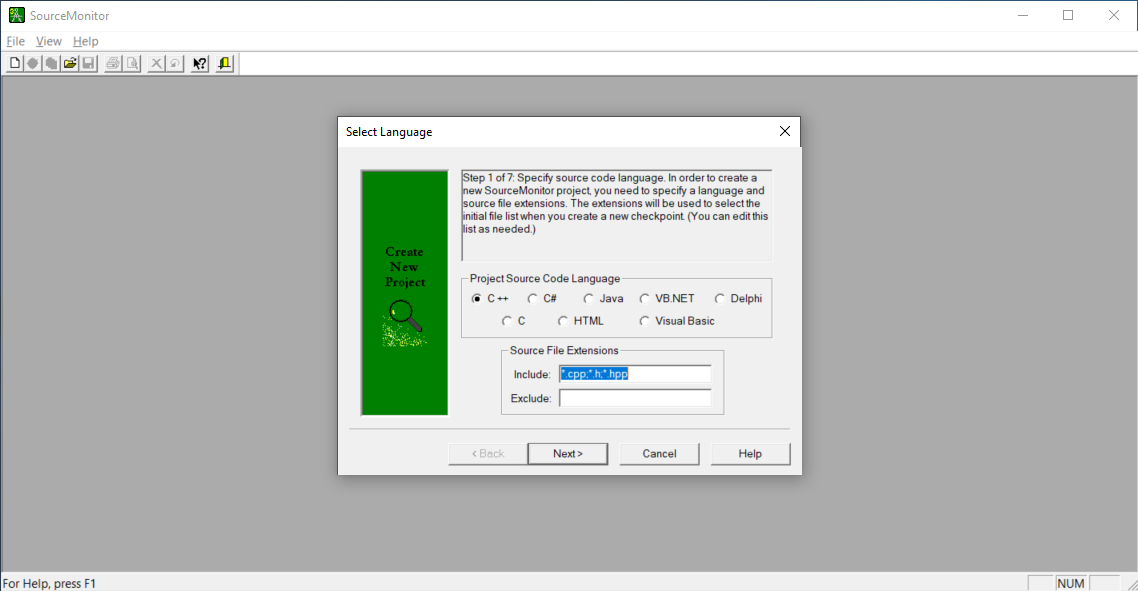 SourceMonitor
File View Help
Select Language
Step 1 of 7: Specify source code language. In order to create a
new SourceMonitor project, you need to specify a language and
source file extensions. The extensions will be used to select the
initial file list when you create a new checkpoint. (You can edit this
list as needed.)
Create
New
Project
Project Source Code Language
C ++ C# Java VB.NET Delphi
C HTML Visual Basic
Source File Extensions
Include: *.cpp;*.h;*.hpp
Exclude:
< Back Next > Cancel Help
For Help, press F1 NUM